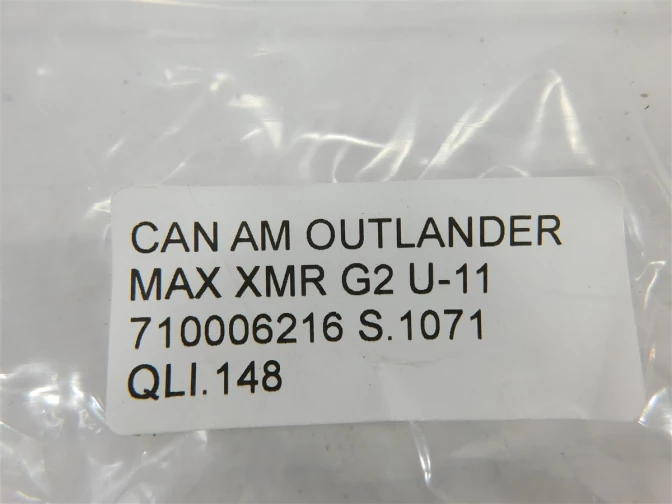 CAN AM OUTLANDER
MAX XMR G2 U-11
710006216 S.1071
QLI.148